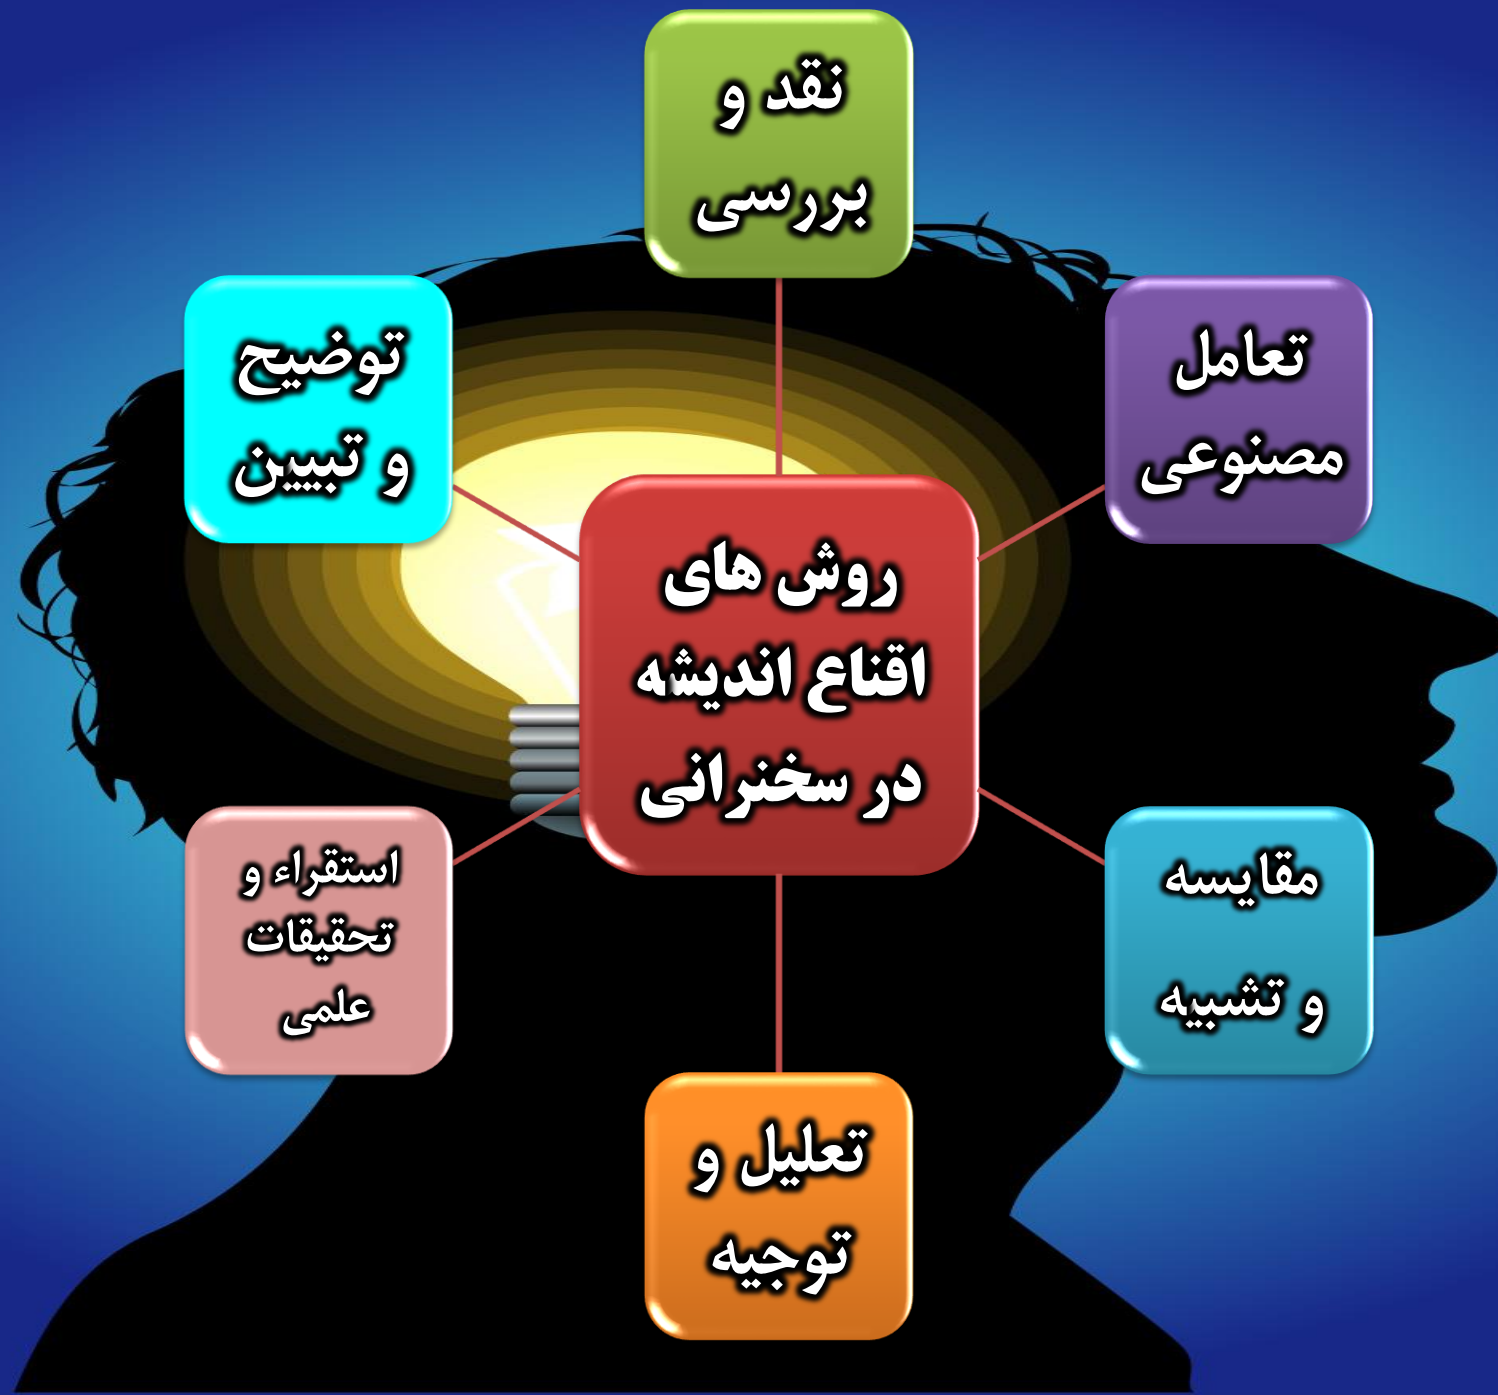 نقد و
بررسی
تعامل
مصنوعی
توضیح
و تبیین
روش های
اقناع اندیشه
در سخنرانی
مقایسه
و تشبیه
استقراء و
تحقیقات
علمی
تعلیل و
توجیه